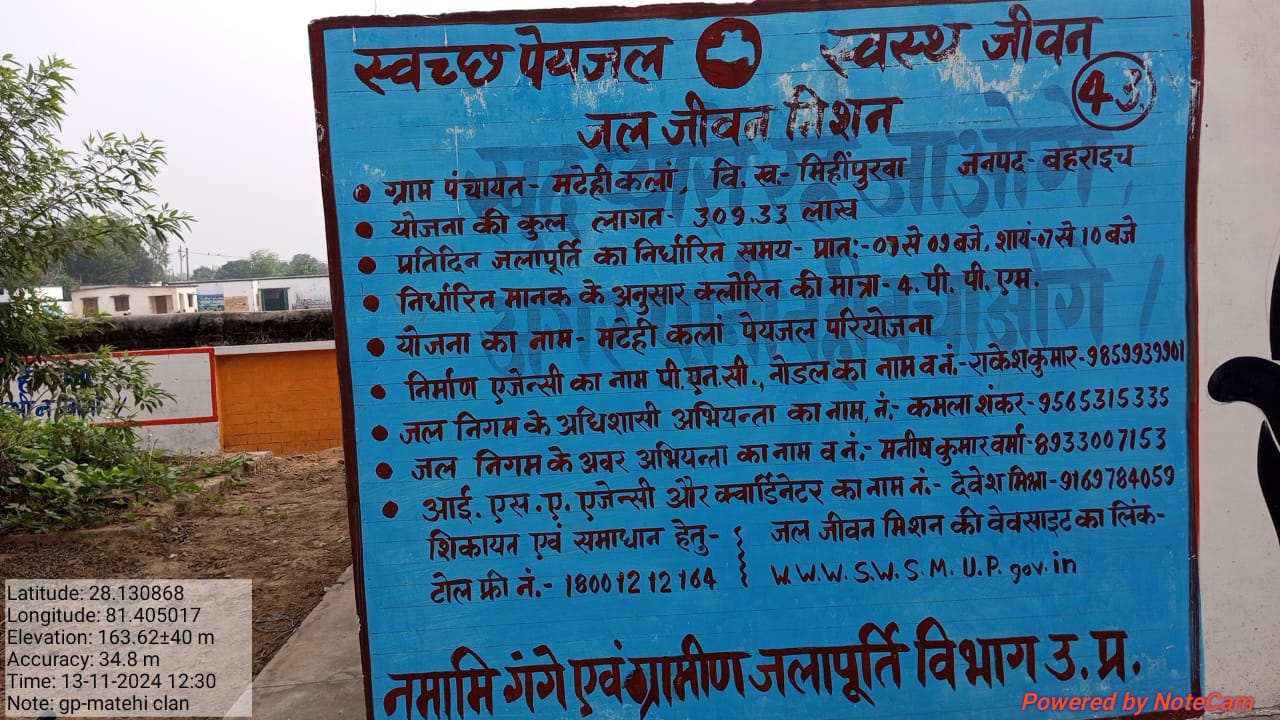 स्वच्छ पेयजल स्वस्थ जीवन
43
जल जीवन मिशन
• ग्राम पंचायत- मटेहीकलां, वि. ख.- मिहींपुरवा जनपद- बहराइच
• योजना की कुल लागत- 309.33 लाख
• प्रतिदिन जलापूर्ति का निर्धारित समय- प्रात:-07 से 09 बजे, शायं-07 से 10 बजे
• निर्धारित मानक के अनुसार क्लोरिन की मात्रा- 4. पी. पी. एम.
• योजना का नाम- मटेही कलां पेयजल परियोजना
• निर्माण एजेन्सी का नाम पी.एन.सी., नोडल का नाम व नं.-राकेशकुमार-9859939901
• जल निगम के अधिशासी अभियन्ता का नाम, नं.- कमला शंकर-9565315335
• जल निगम के अवर अभियन्ता का नाम व नं.- मनीष कुमार वर्मा-8933007153
• आई. एस. ए. एजेन्सी और क्वार्डिनेटर का नाम नं.- देवेश मिश्रा-9169784059
शिकायत एवं समाधान हेतु- जल जीवन मिशन की वेवसाइट का लिंक-
टोल फ्री नं.- 18001212164 W.W.W. S.W.S.M. U.P. gov.in
नमामि गंगे एवं ग्रामीण जलापूर्ति विभाग उ. प्र.
Latitude: 28.130868
Longitude: 81.405017
Elevation: 163.62±40 m
Accuracy: 34.8 m
Time: 13-11-2024 12:30
Note: gp-matehi clan
Powered by NoteCam